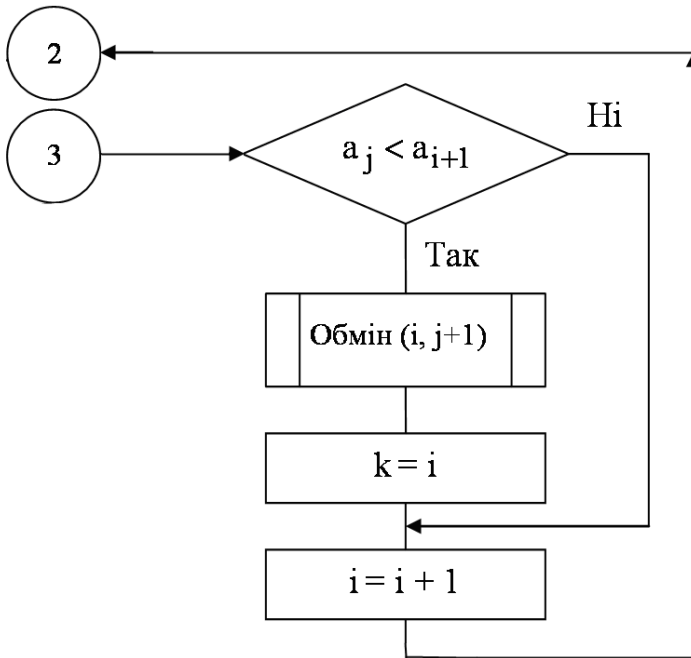 2
3
a j < a i+1
Ні
Так
Обмін (i, j+1)
k = i
i = i + 1